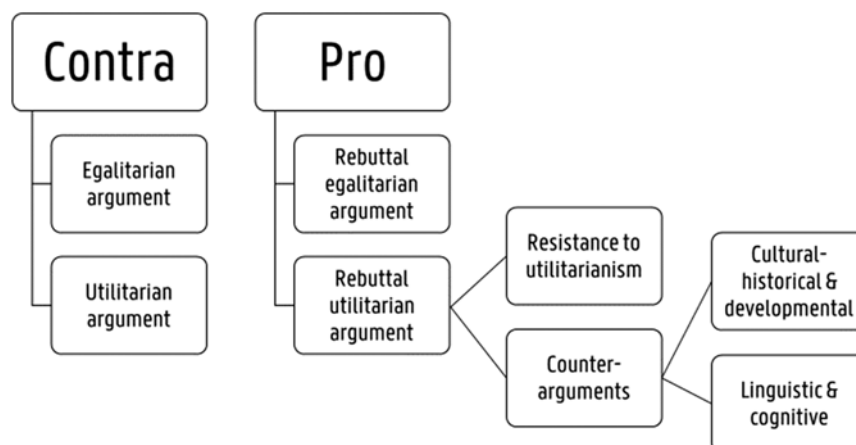 Contra
Pro
Egalitarian
argument
Rebuttal
egalitarian
argument
Utilitarian
argument
Rebuttal
utilitarian
argument
Resistance to
utilitarianism
Counter-
arguments
Cultural-
historical &
developmental
Linguistic &
cognitive